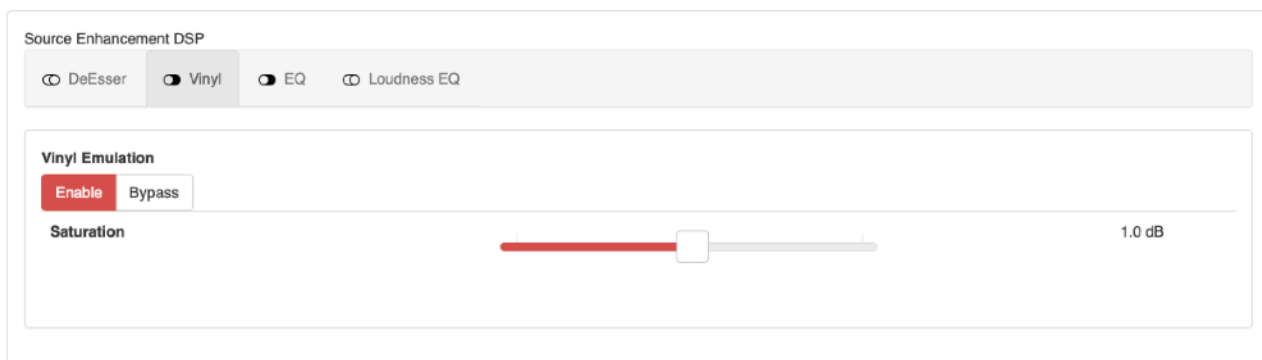 Source Enhancement DSP
DeEsser Vinyl EQ Loudness EQ
Vinyl Emulation
Enable Bypass
Saturation 1.0 dB